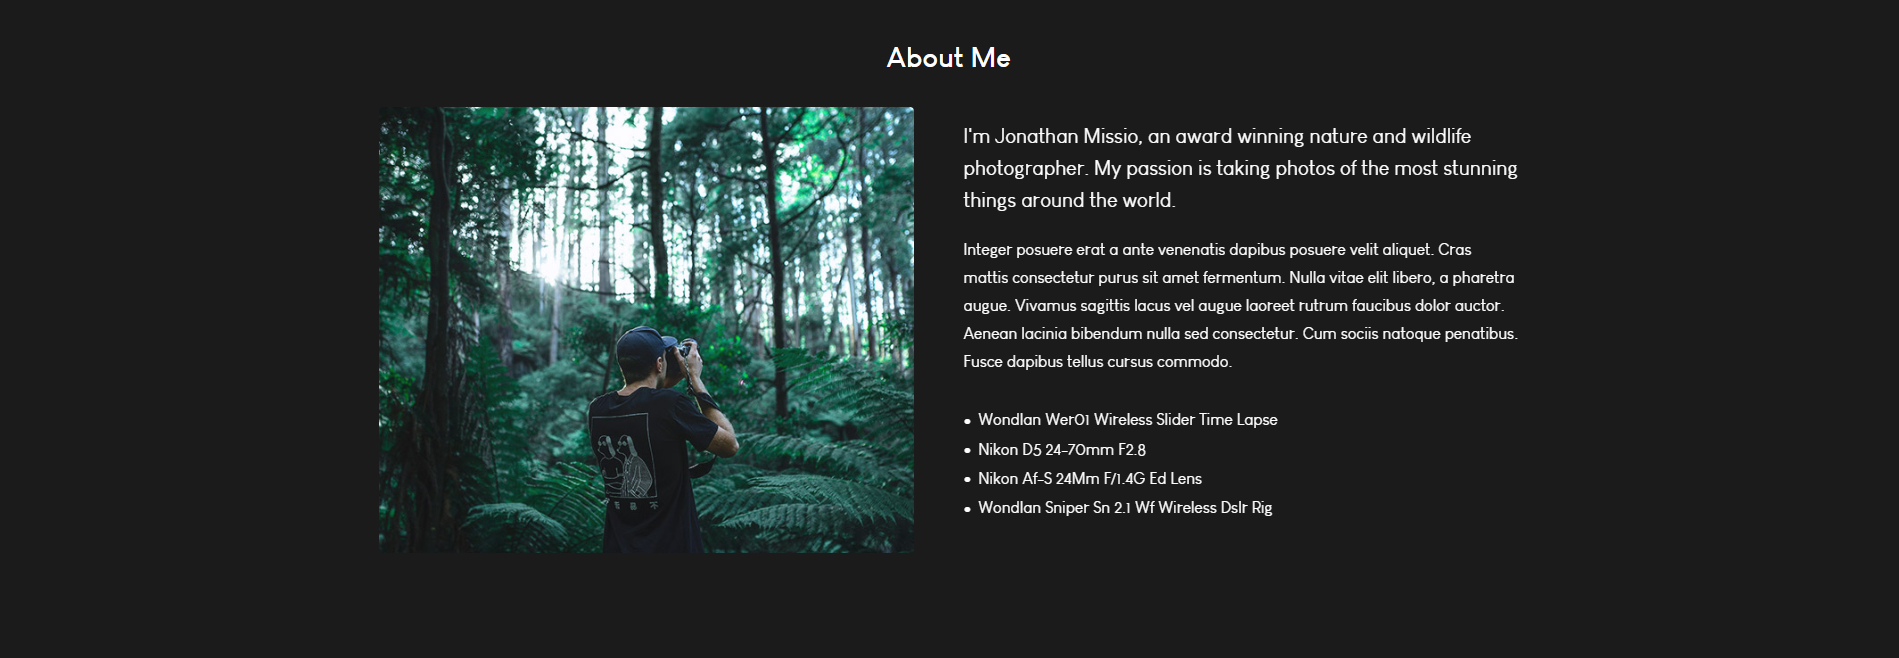 About Me
I'm Jonathan Missio, an award winning nature and wildlife
photographer. My passion is taking photos of the most stunning
things around the world.
Integer posuere erat a ante venenatis dapibus posuere velit aliquet. Cras
mattis consectetur purus sit amet fermentum. Nulla vitae elit libero, a pharetra
augue. Vivamus sagittis lacus vel augue laoreet rutrum faucibus dolor auctor.
Aenean lacinia bibendum nulla sed consectetur. Cum sociis natoque penatibus.
Fusce dapibus tellus cursus commodo.
• Wondlan Wer01 Wireless Slider Time Lapse
• Nikon D5 24-70mm F2.8
• Nikon Af-S 24Mm F/1.4G Ed Lens
• Wondlan Sniper Sn 2.1 Wf Wireless Dslr Rig